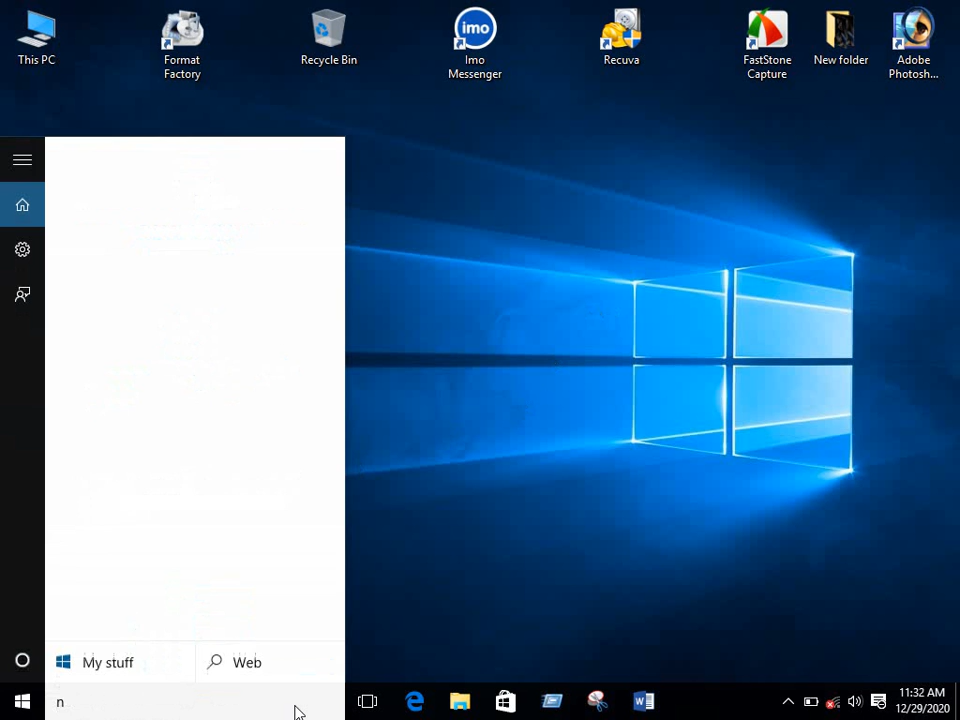 This PC
Format
Factory
Recycle Bin
imo
Imo
Messenger
Recuva
FastStone
Capture
New folder
Adobe
Photosh...
My stuff
Web
n
11:32 AM
12/29/2020